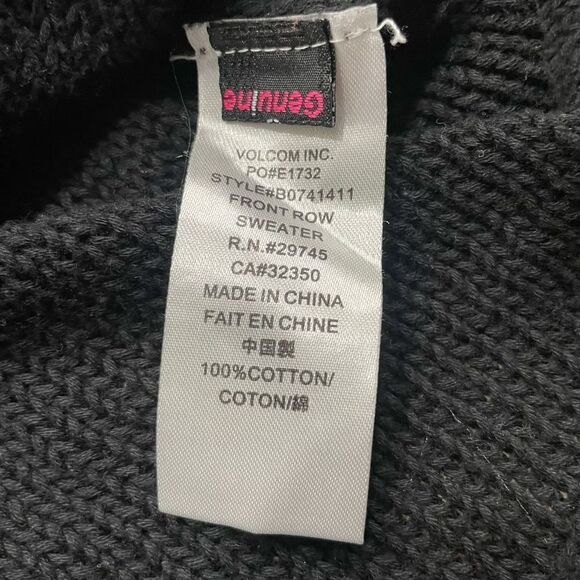 Genuine
VOLCOM INC.
PO#E1732
STYLE#B0741411
FRONT ROW
SWEATER
R.N.#29745
CA#32350
MADE IN CHINA
FAIT EN CHINE
中国製
100%COTTON/
COTON/綿